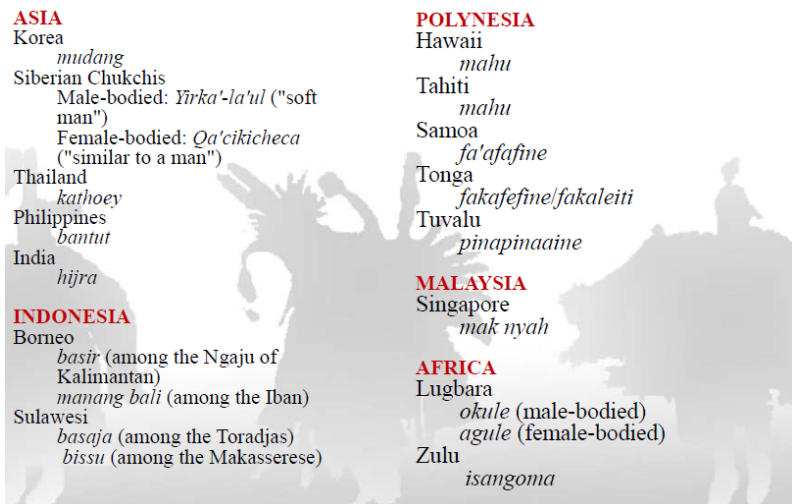 ASIA
Korea
mudang
Siberian Chukchis
Male-bodied: Yirka'-la'ul ("soft
man")
Female-bodied: Qa'cikicheca
("similar to a man")
Thailand
kathoey
Philippines
bantut
India
hijra
INDONESIA
Borneo
basir (among the Ngaju of
Kalimantan)
manang bali (among the Iban)
Sulawesi
basaja (among the Toradjas)
bissu (among the Makasserese)
POLYNESIA
Hawaii
mahu
Tahiti
mahu
Samoa
fa'afafine
Tonga
fakafefine/fakaleiti
Tuvalu
pinapinaaine
MALAYSIA
Singapore
mak nyah
AFRICA
Lugbara
okule (male-bodied)
agule (female-bodied)
Zulu
isangoma